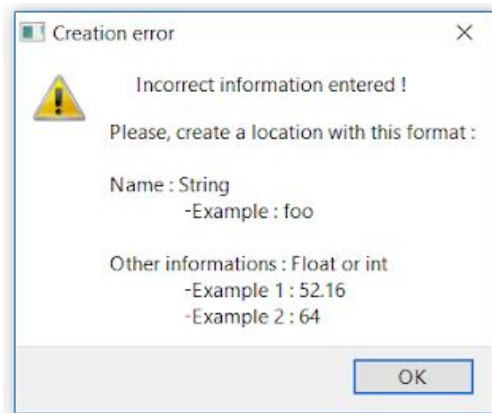 Creation error
Incorrect information entered !
Please, create a location with this format :
Name : String
-Example : foo
Other informations : Float or int
-Example 1 : 52.16
-Example 2 : 64
OK